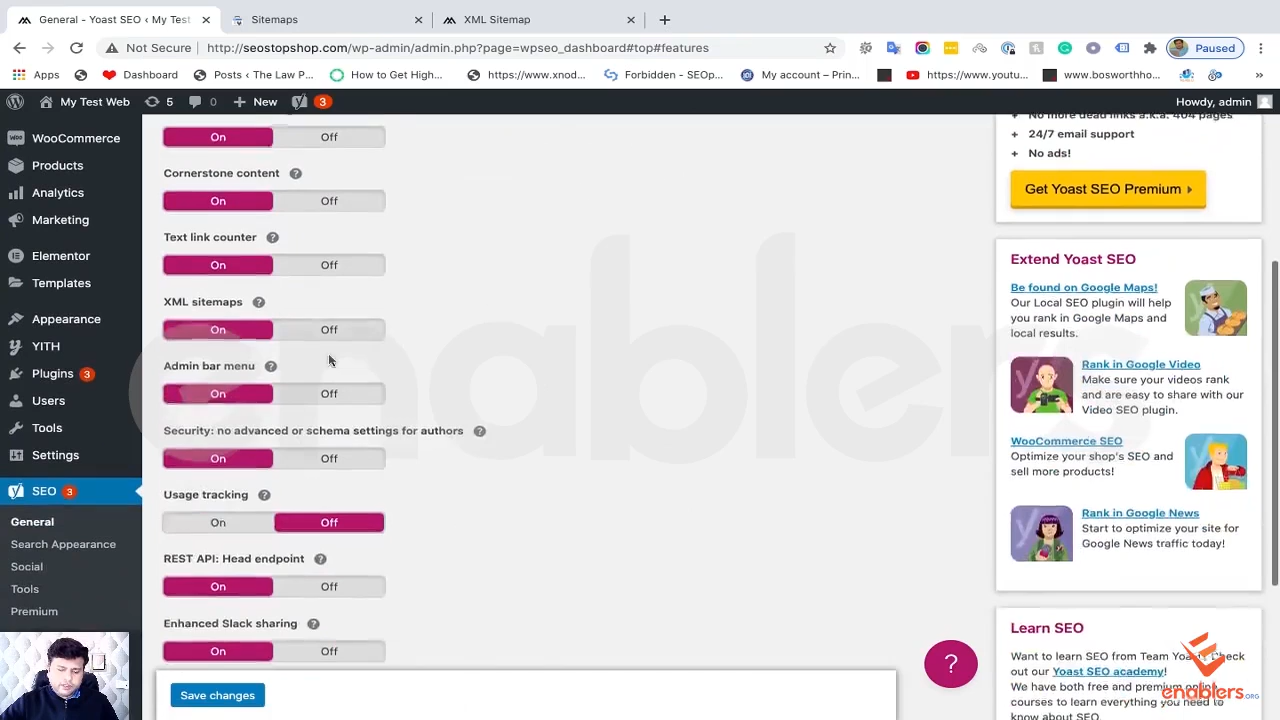 General - Yoast SEO ‹ My Test
Sitemaps
XML Sitemap
Not Secure
http://seostopshop.com/wp-admin/admin.php?page=wpseo_dashboard#top#features
Paused
Apps
Dashboard
Posts ‹ The Law P...
How to Get High...
https://www.xnod...
Forbidden - SEOp...
My account – Prin...
https://www.youtu...
www.bosworthho...
»
My Test Web
5
0
New
3
Howdy, admin
WooCommerce
Products
Analytics
Marketing
Elementor
Templates
Appearance
YITH
Plugins 3
Users
Tools
Settings
SEO 3
General
Search Appearance
Social
Tools
Premium
On Off
Cornerstone content ?
On Off
Text link counter ?
On Off
XML sitemaps ?
On Off
Admin bar menu ?
On Off
Security: no advanced or schema settings for authors ?
On Off
Usage tracking ?
On Off
REST API: Head endpoint ?
On Off
Enhanced Slack sharing ?
On Off
Save changes
?
+ No more dead links a.k.a. 404 pages
+ 24/7 email support
+ No ads!
Get Yoast SEO Premium
Extend Yoast SEO
Be found on Google Maps!
Our Local SEO plugin will help
you rank in Google Maps and
local results.
Rank in Google Video
Make sure your videos rank
and are easy to share with our
Video SEO plugin.
WooCommerce SEO
Optimize your shop's SEO and
sell more products!
Rank in Google News
Start to optimize your site for
Google News traffic today!
Learn SEO
Want to learn SEO from Team Yoast? Check
out our Yoast SEO academy!
We have both free and premium online
courses to learn everything you need to
know about SEO.
enablers
enablers.ORG